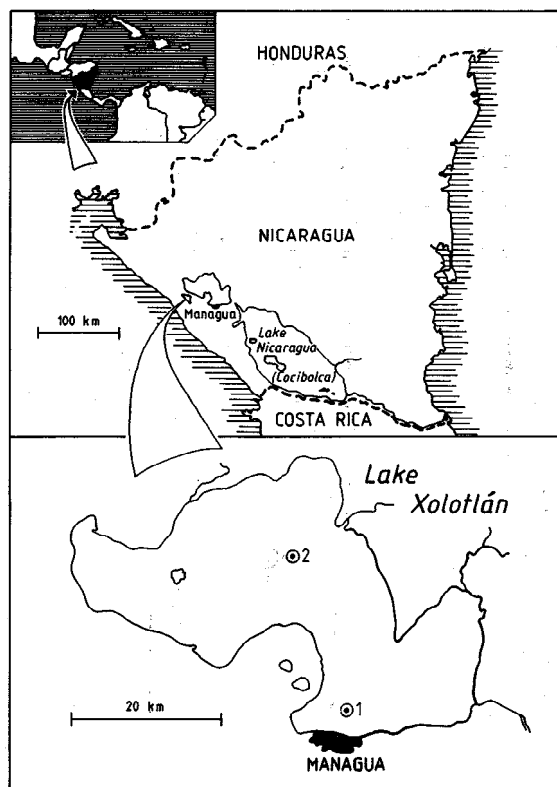 HONDURAS
NICARAGUA
100 km
Managua
Lake
Nicaragua
(Cocibolca)
COSTA RICA
Lake
Xolotlán
2
20 km
1
MANAGUA